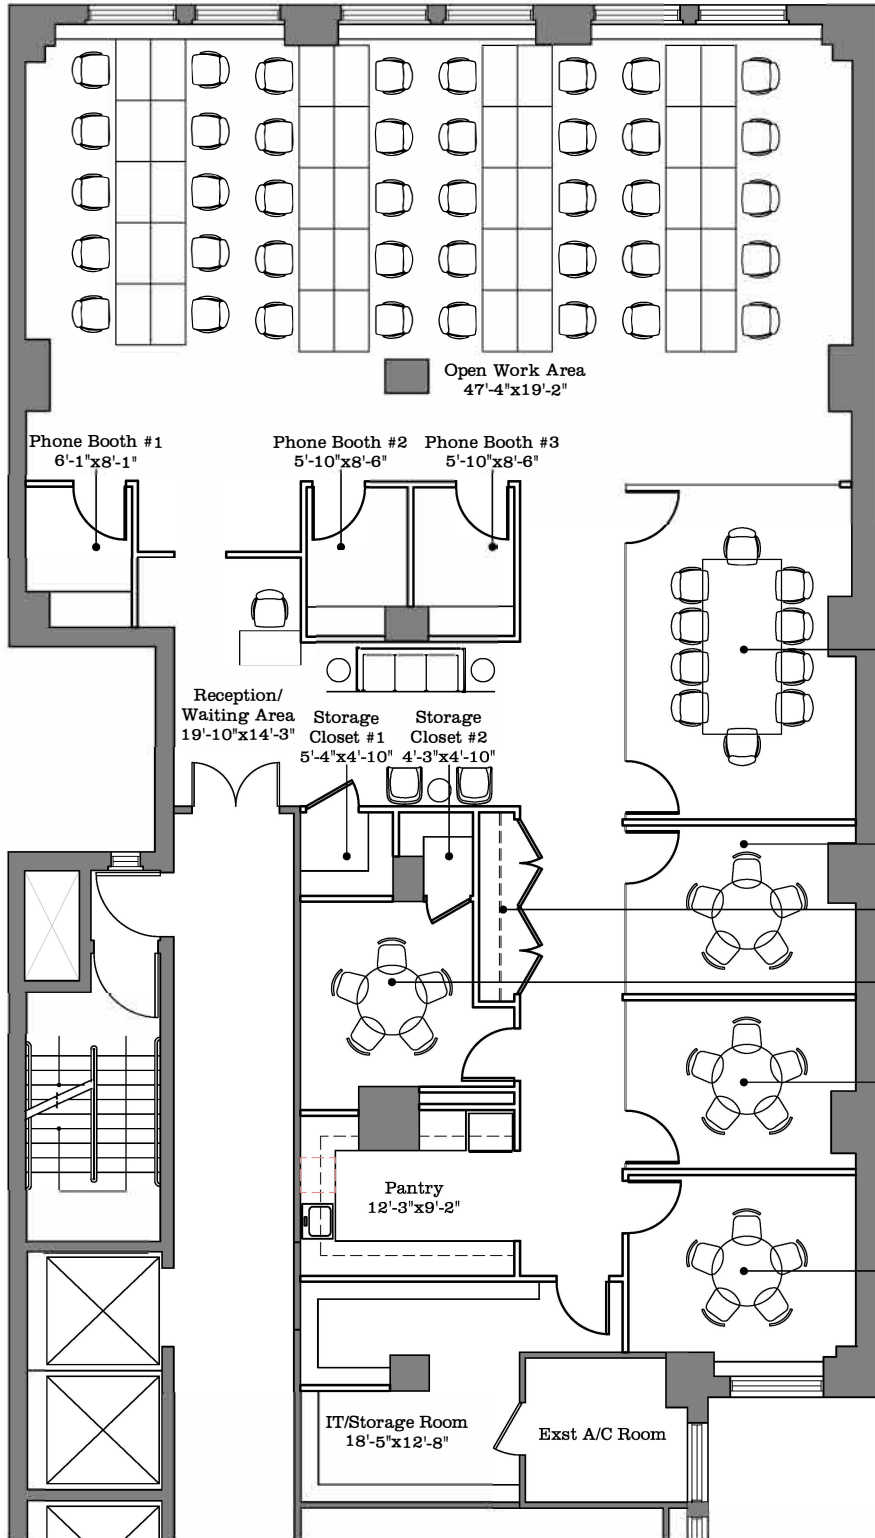 Open Work Area
47'-4"x19'-2"
Phone Booth #1
6'-1"x8'-1"
Phone Booth #2
5'-10"x8'-6"
Phone Booth #3
5'-10"x8'-6"
Reception/
Waiting Area
19'-10"x14'-3"
Storage
Closet #1
5'-4"x4'-10"
Storage
Closet #2
4'-3"x4'-10"
Pantry
12'-3"x9'-2"
IT/Storage Room
18'-5"x12'-8"
Exst A/C Room